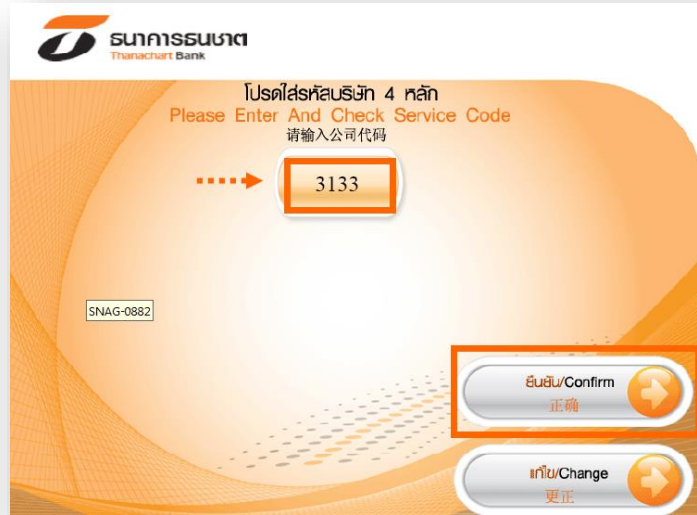 ธนาคารธนชาต
Thanachart Bank
โปรดใส่รหัสบริษัท 4 หลัก
Please Enter And Check Service Code
请输入公司代码
3133
SNAG-0882
ยืนยัน/Confirm
正确
แก้ไข/Change
更正